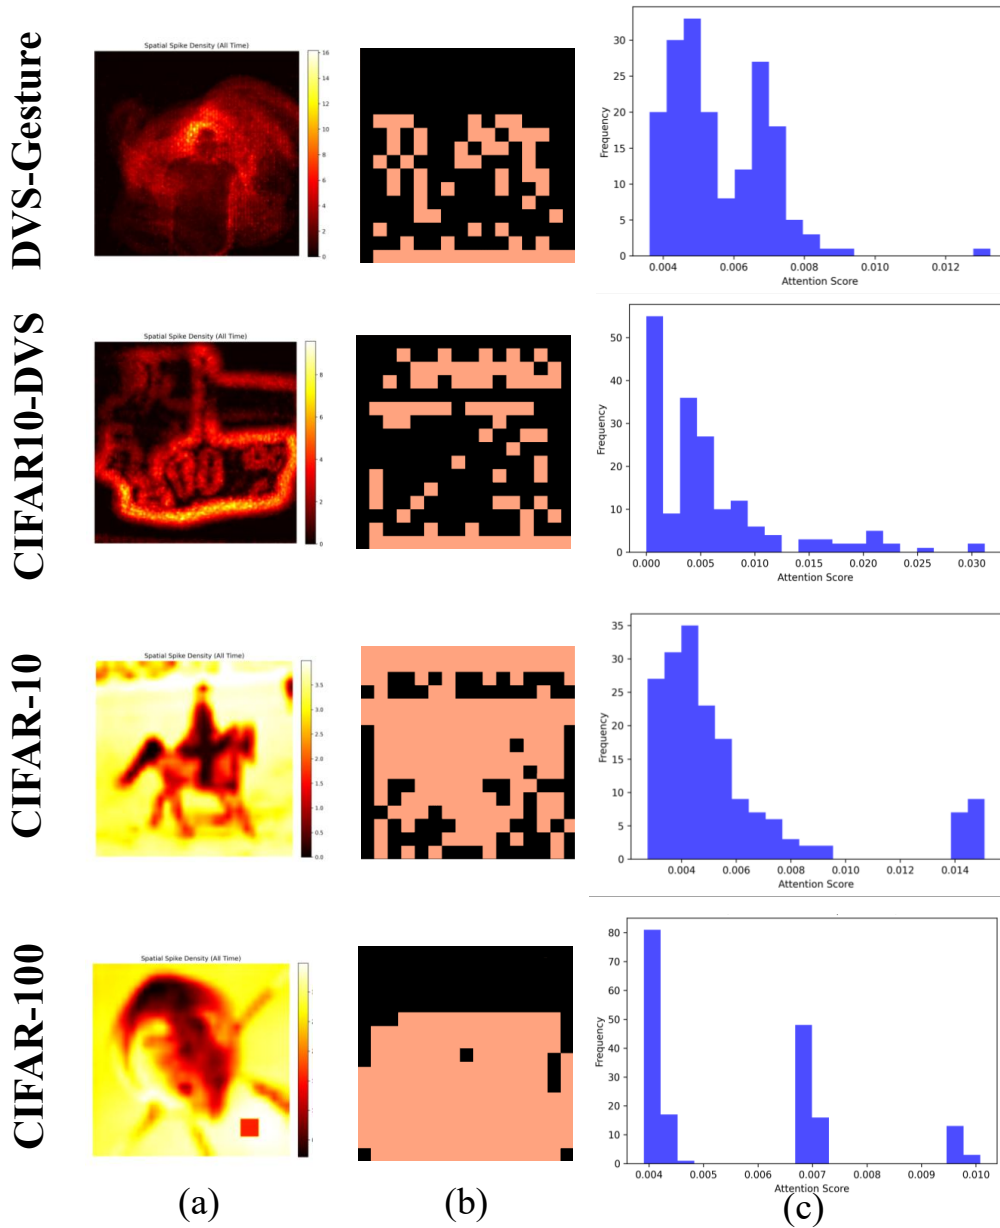 DVS-Gesture
Spatial Spike Density (All Time)
16
14
12
10
8
6
4
2
0
Frequency
30
25
20
15
10
5
0
0.004 0.006 0.008 0.010 0.012
Attention Score
CIFAR10-DVS
Spatial Spike Density (All Time)
8
6
4
2
0
Frequency
50
40
30
20
10
0
0.000 0.005 0.010 0.015 0.020 0.025 0.030
Attention Score
CIFAR-10
Spatial Spike Density (All Time)
3.5
3.0
2.5
2.0
1.5
1.0
0.5
0.0
Frequency
35
30
25
20
15
10
5
0
0.004 0.006 0.008 0.010 0.012 0.014
Attention Score
CIFAR-100
Spatial Spike Density (All Time)
Frequency
80
70
60
50
40
30
20
10
0
0.004 0.005 0.006 0.007 0.008 0.009 0.010
Attention Score
(a) (b) (c)